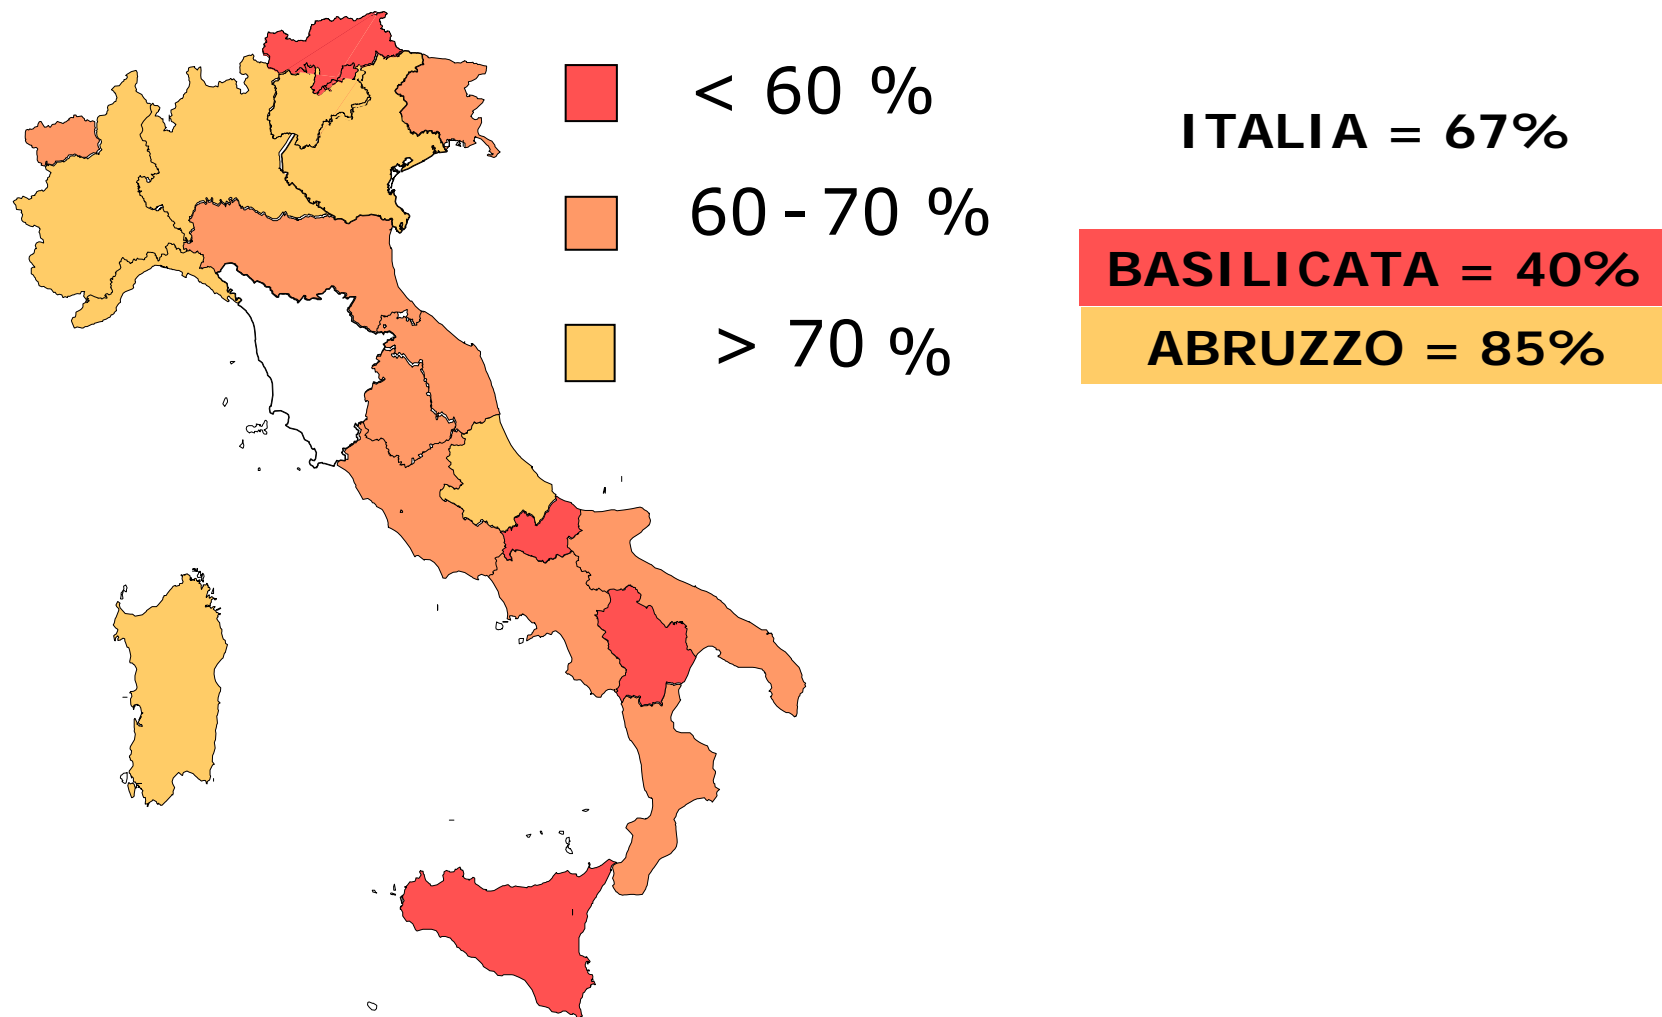 < 60 %
60-70 %
> 70 %
ITALIA = 67%
BASILICATA = 40%
ABRUZZO = 85%